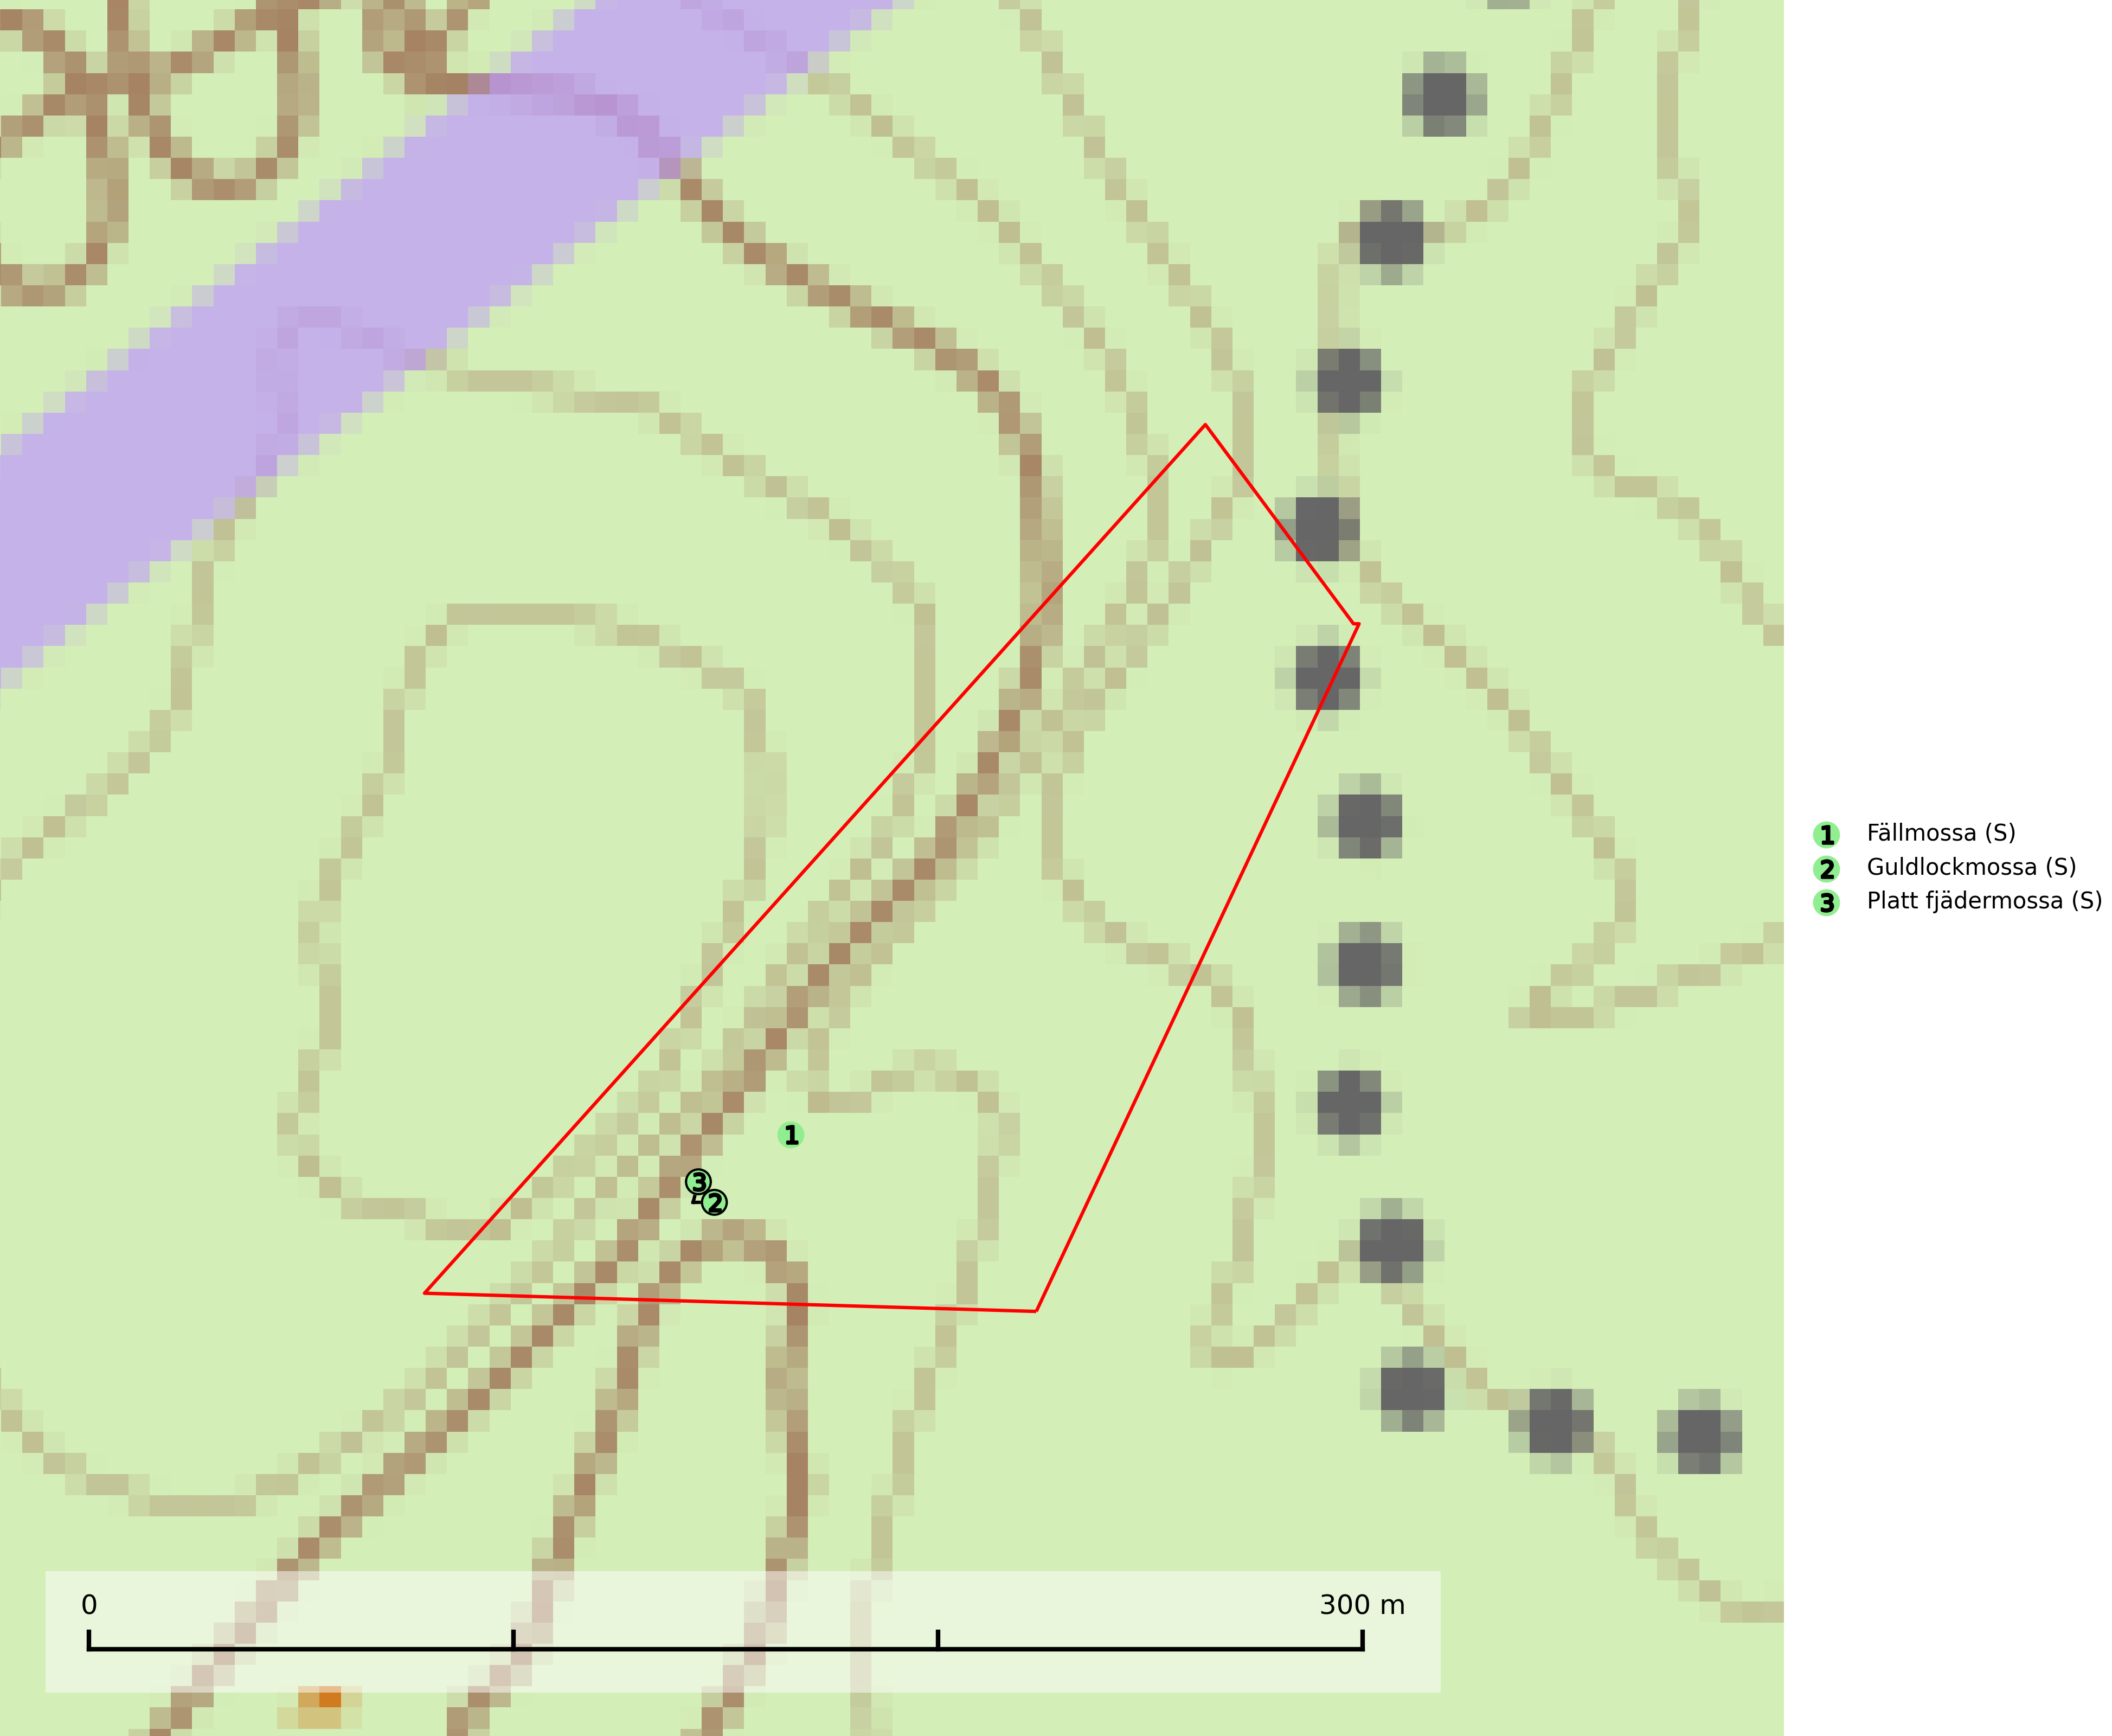 1 Fällmossa (S)
2 Guldlockmossa (S)
3 Platt fjädermossa (S)
1
3
2
0 300 m